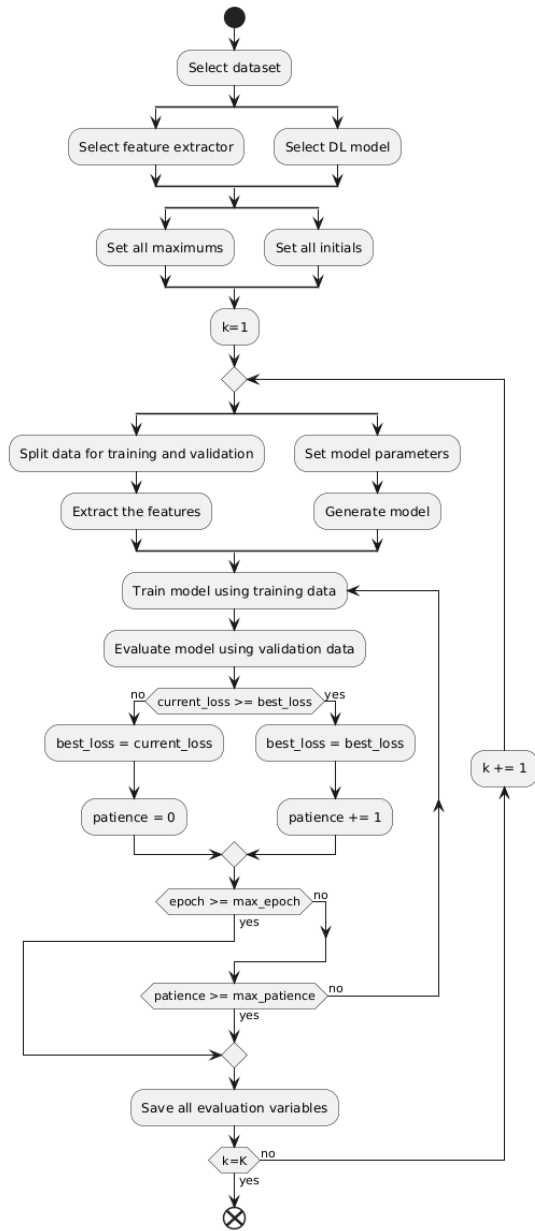 Select dataset
Select feature extractor
Select DL model
Set all maximums
Set all initials
k=1
Split data for training and validation
Set model parameters
Extract the features
Generate model
Train model using training data
Evaluate model using validation data
no
current_loss >= best_loss
yes
best_loss = current_loss
best_loss = best_loss
k += 1
patience = 0
patience += 1
epoch >= max_epoch
no
yes
patience >= max_patience
no
yes
Save all evaluation variables
k=K
no
yes